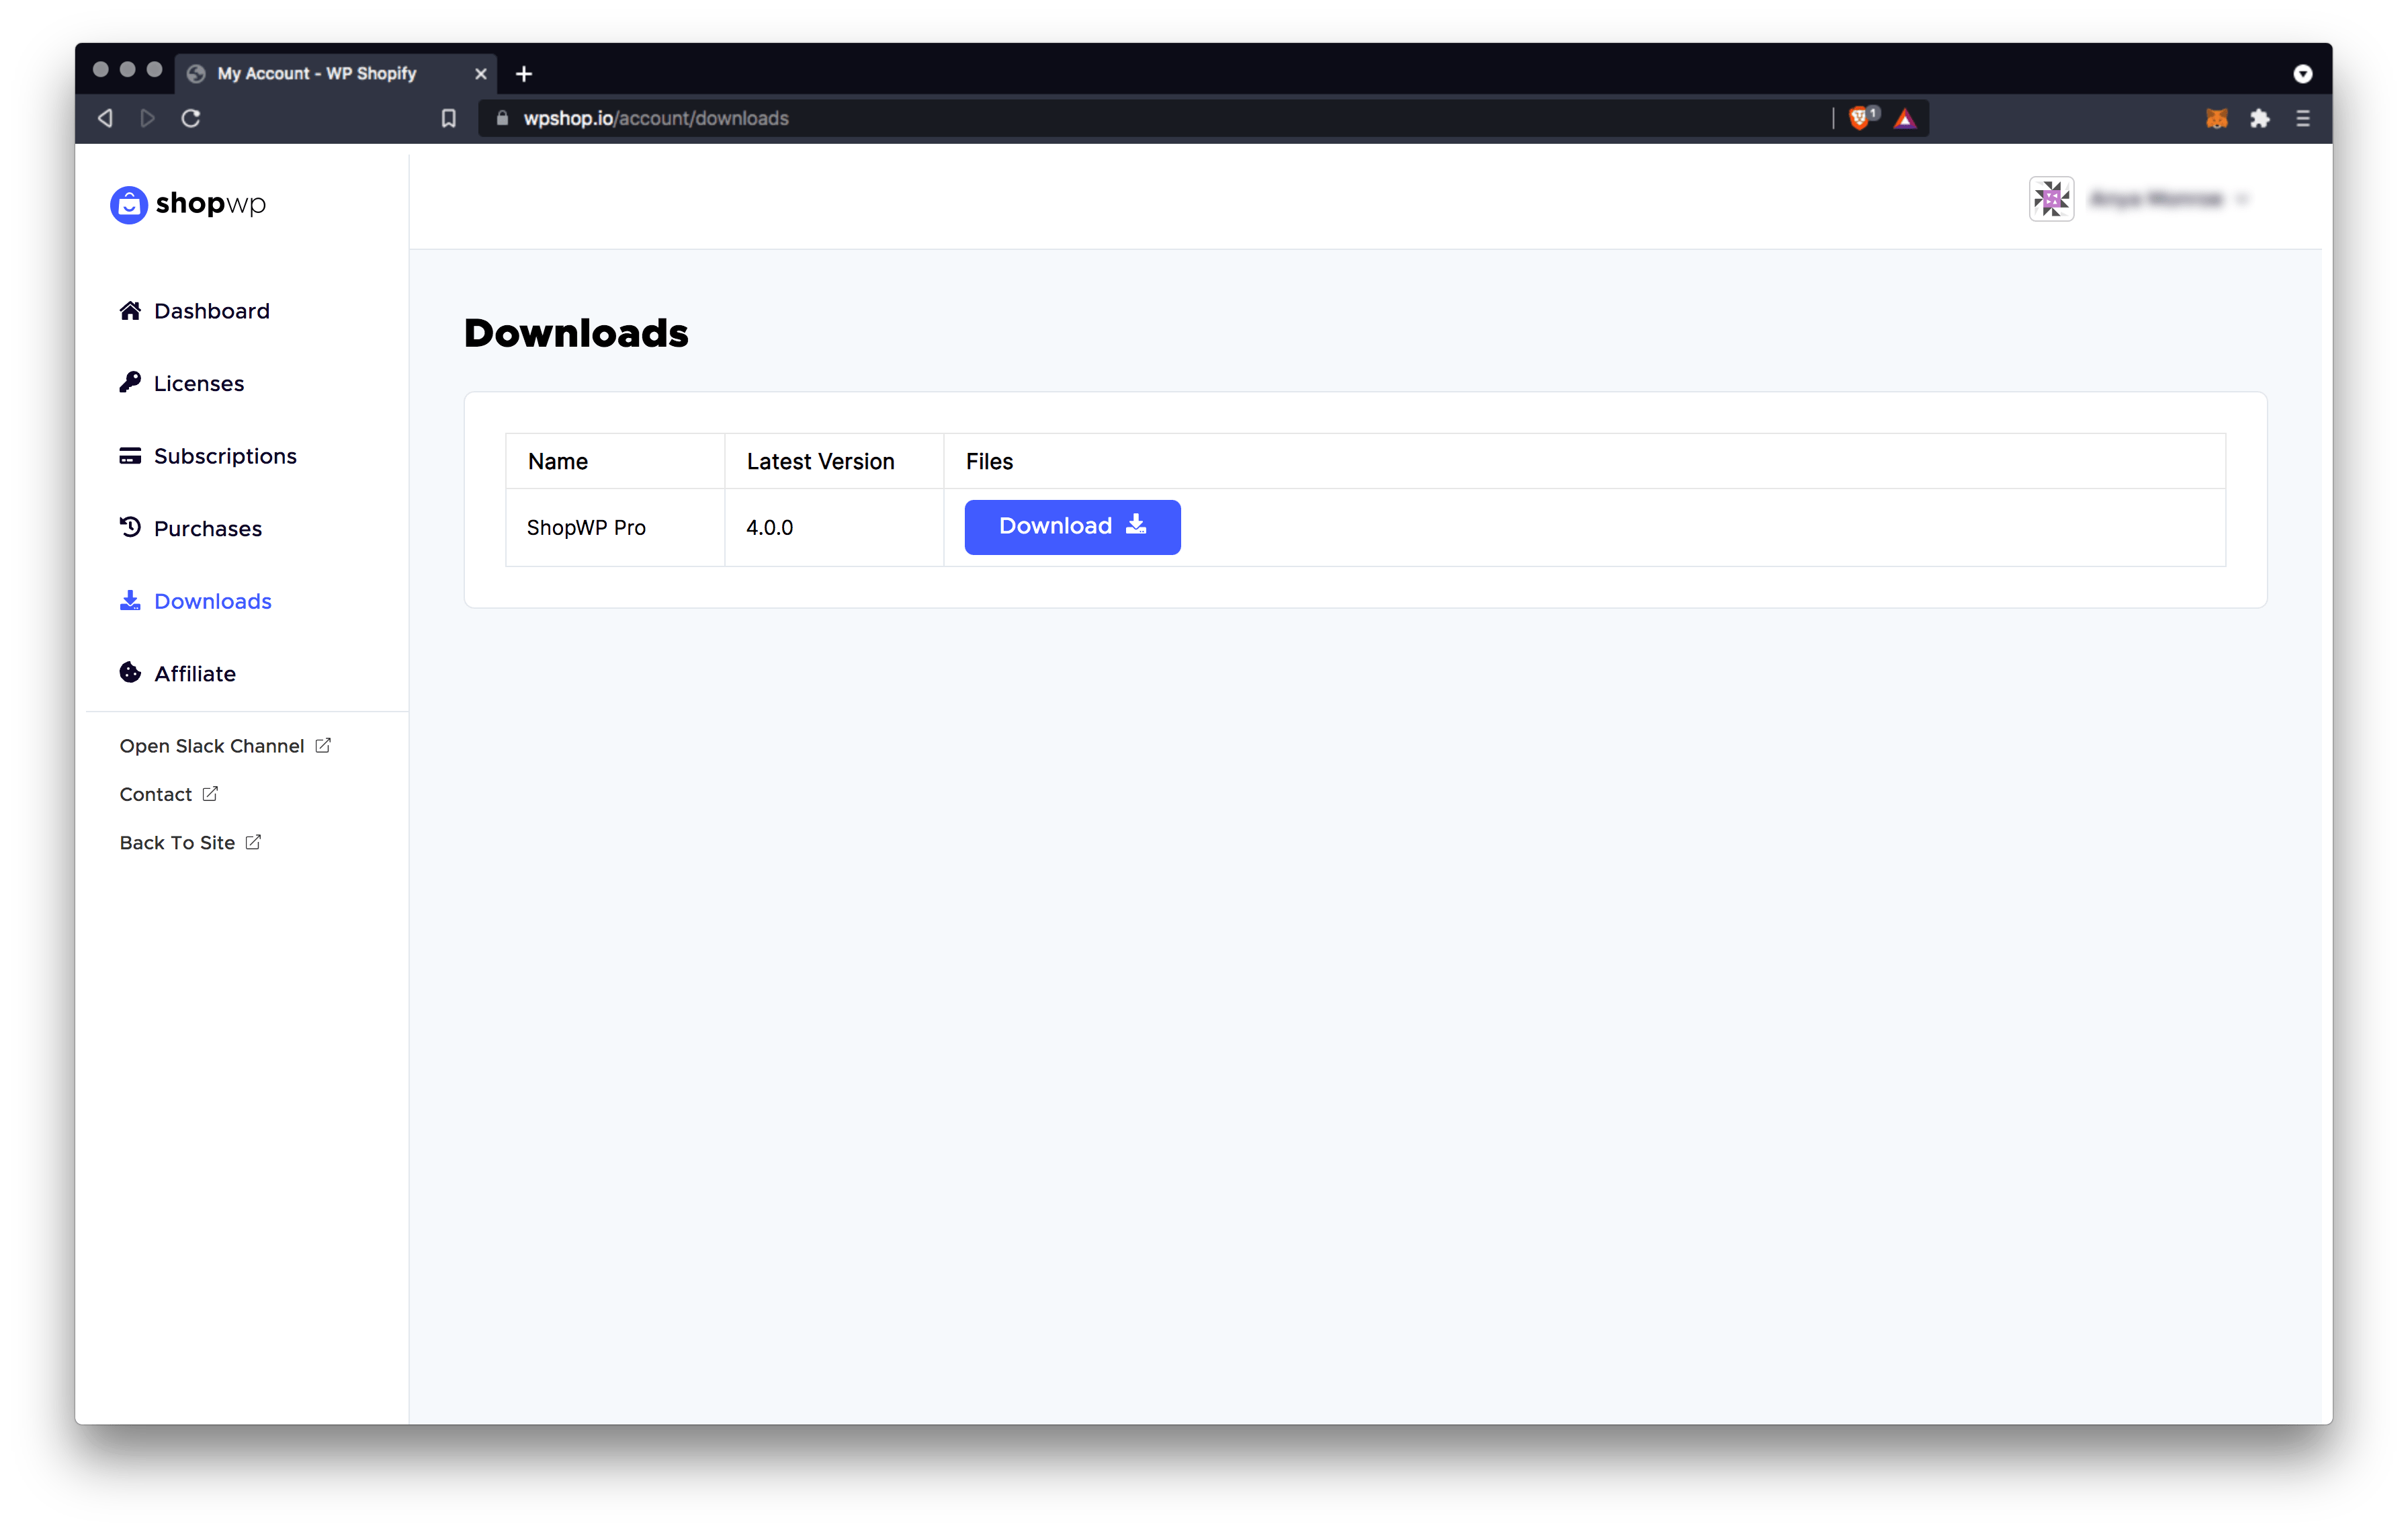 My Account - WP Shopify
wpshop.io/account/downloads
1
shopwp
Dashboard
Licenses
Subscriptions
Purchases
Downloads
Affiliate
Open Slack Channel
Contact
Back To Site
Downloads
Name Latest Version Files
ShopWP Pro 4.0.0 Download